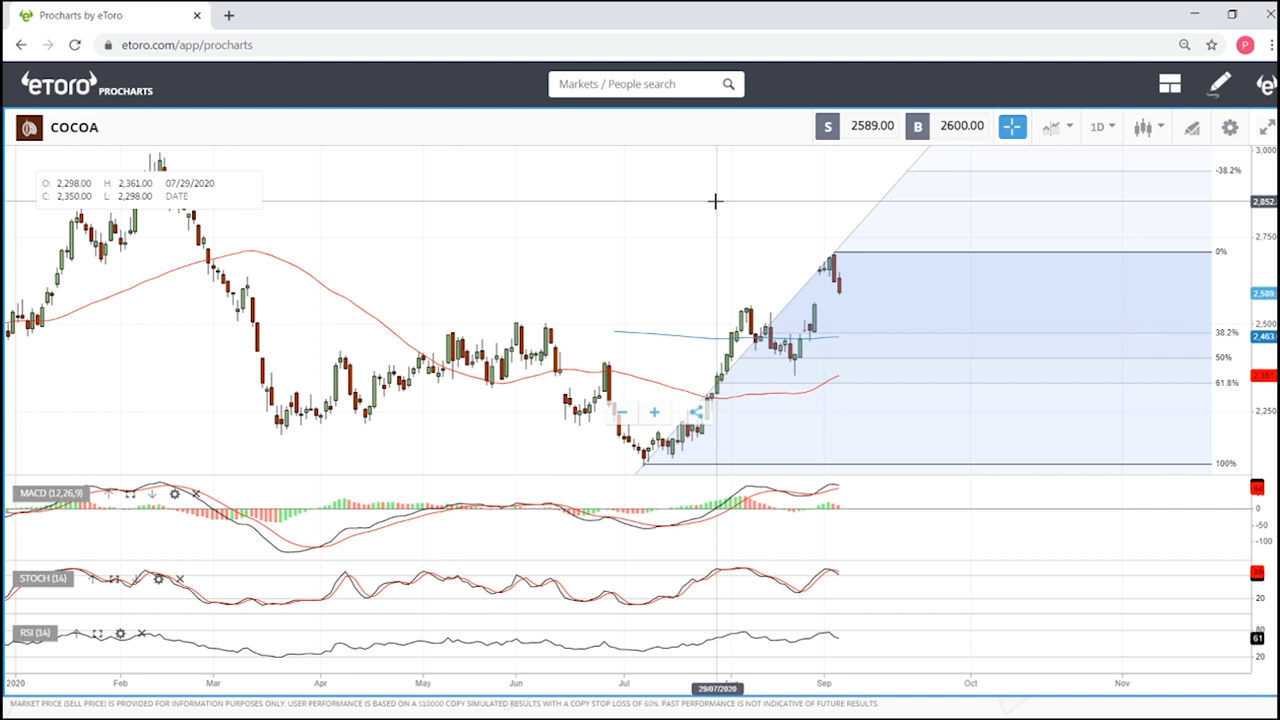 Procharts by eToro
etoro.com/app/procharts
P
eTORO PROCHARTS
Markets / People search
COCOA
S 2589.00 B 2600.00
1D
O: 2,298.00 H: 2,361.00 07/29/2020
C: 2,350.00 L: 2,298.00 DATE
3,000
-38.2%
2,852
2,750
0%
2,589
2,500
38.2%
2,463
50%
2,351
61.8%
2,250
100%
MACD (12,26,9)
0
-50
-100
STOCH (14)
20
RSI (14)
80
61
20
2020 Feb Mar Apr May Jun Jul Sep Oct Nov
29/07/2020
MARKET PRICE (SELL PRICE) IS PROVIDED FOR INFORMATION PURPOSES ONLY. USER PERFORMANCE IS BASED ON A $10000 COPY SIMULATED RESULTS WITH A COPY STOP LOSS OF 60%. PAST PERFORMANCE IS NOT INDICATIVE OF FUTURE RESULTS.